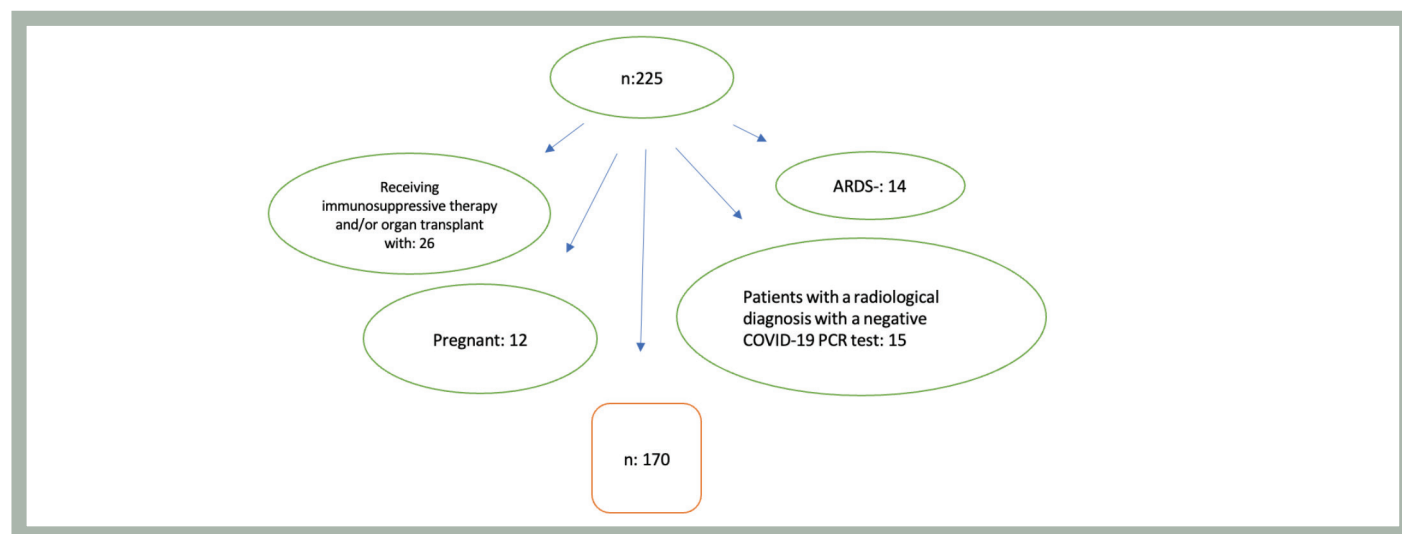 n:225
ARDS-: 14
Receiving
immunosuppressive therapy
and/or organ transplant
with: 26
Patients with a radiological
diagnosis with a negative
COVID-19 PCR test: 15
Pregnant: 12
n: 170